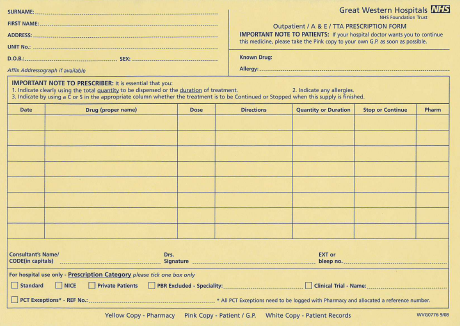 SURNAME:
Great Western Hospitals NHS
NHS Foundation Trust
FIRST NAME:
Outpatient / A & E / TTA PRESCRIPTION FORM
ADDRESS:
IMPORTANT NOTE TO PATIENTS: If your hospital doctor wants you to continue
this medicine, please take the Pink copy to your own G.P. as soon as possible.
UNIT No.:
D.O.B.: SEX:
Known Drug:
Allergy:
Affix Addressograph if available
IMPORTANT NOTE TO PRESCRIBER: It is essential that you:
1. Indicate clearly using the total quantity to be dispensed or the duration of treatment. 2. Indicate any allergies.
3. Indicate by using a C or S in the appropriate column whether the treatment is to be Continued or Stopped when this supply is finished.
Date Drug (proper name) Dose Directions Quantity or Duration Stop or Continue Pharm
Consultant's Name/ Drs. EXT or
CODE(in capitals) Signature bleep no.
For hospital use only - Prescription Category please tick one box only
Standard NICE Private Patients PBR Excluded - Speciality: Clinical Trial - Name:
PCT Exceptions* - REF No.: * All PCT Exceptions need to be logged with Pharmacy and allocated a reference number.
Yellow Copy - Pharmacy Pink Copy - Patient / G.P. White Copy - Patient Records